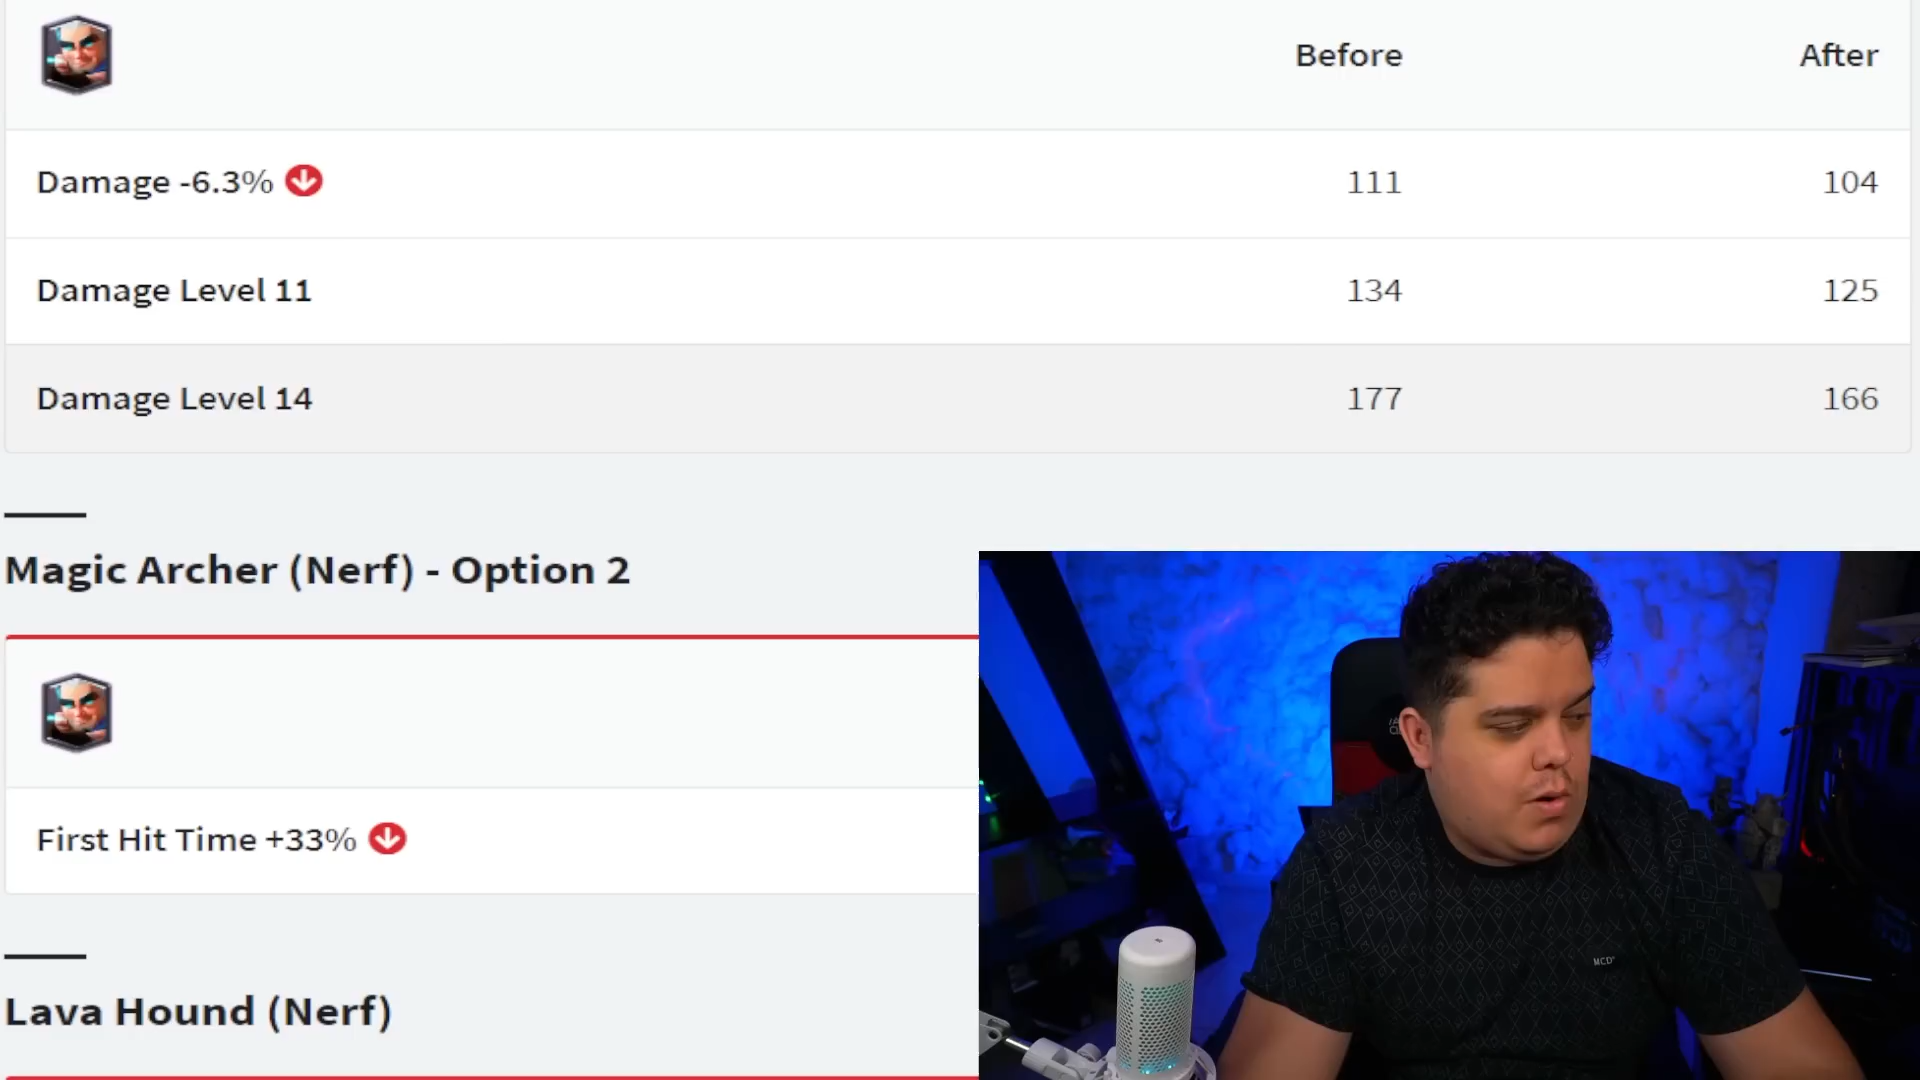 Before After
Damage -6.3% 111 104
Damage Level 11 134 125
Damage Level 14 177 166
Magic Archer (Nerf) - Option 2
First Hit Time +33%
Lava Hound (Nerf)
MCD